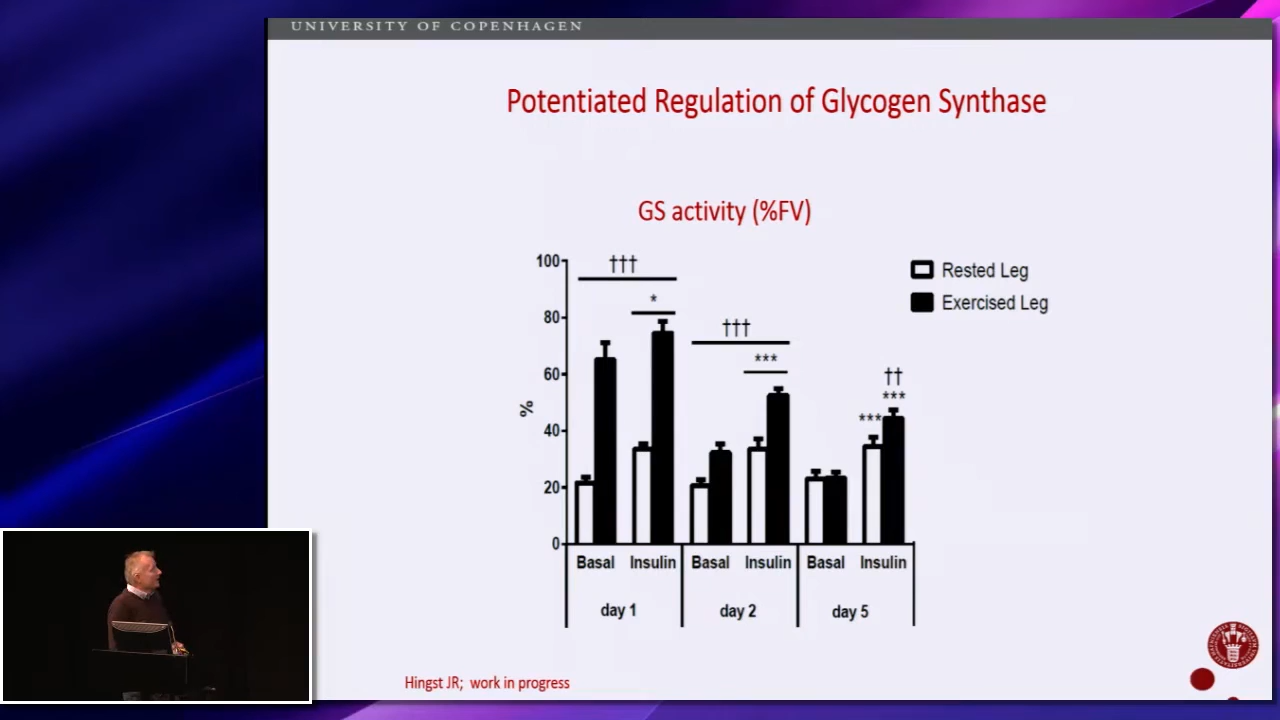 UNIVERSITY OF COPENHAGEN
Potentiated Regulation of Glycogen Synthase
GS activity (%FV)
Rested Leg
Exercised Leg
%
100
80
60
40
20
0
†††
*
†††
***
††
***
***
Basal Insulin Basal Insulin Basal Insulin
day 1 day 2 day 5
Hingst JR; work in progress